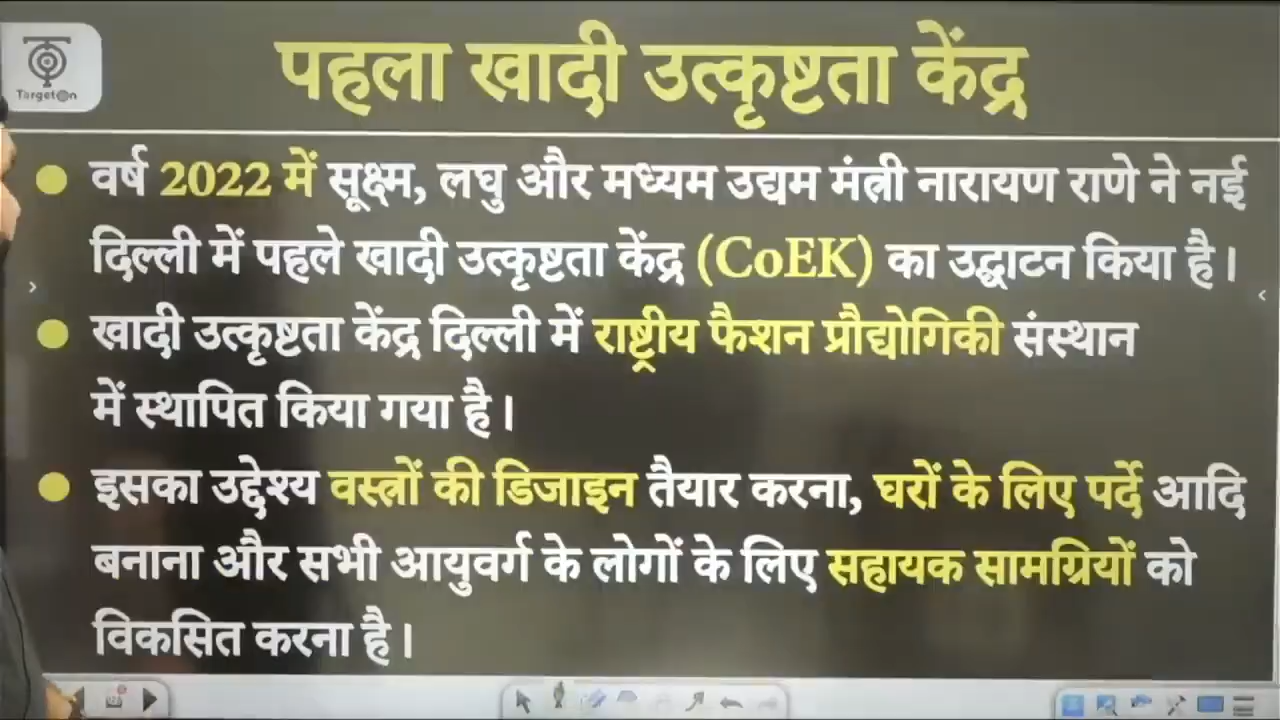 TargetOn
पहला खादी उत्कृष्टता केंद्र
वर्ष 2022 में सूक्ष्म, लघु और मध्यम उद्यम मंत्री नारायण राणे ने नई
दिल्ली में पहले खादी उत्कृष्टता केंद्र (CoEK) का उद्घाटन किया है।
खादी उत्कृष्टता केंद्र दिल्ली में राष्ट्रीय फैशन प्रौद्योगिकी संस्थान
में स्थापित किया गया है।
इसका उद्देश्य वस्त्रों की डिजाइन तैयार करना, घरों के लिए पर्दे आदि
बनाना और सभी आयुवर्ग के लोगों के लिए सहायक सामग्रियों को
विकसित करना है।